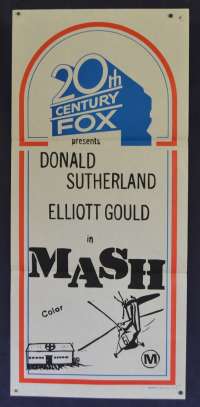 20th
CENTURY
FOX
presents
DONALD
SUTHERLAND
ELLIOTT GOULD
in
MASH
Color
M